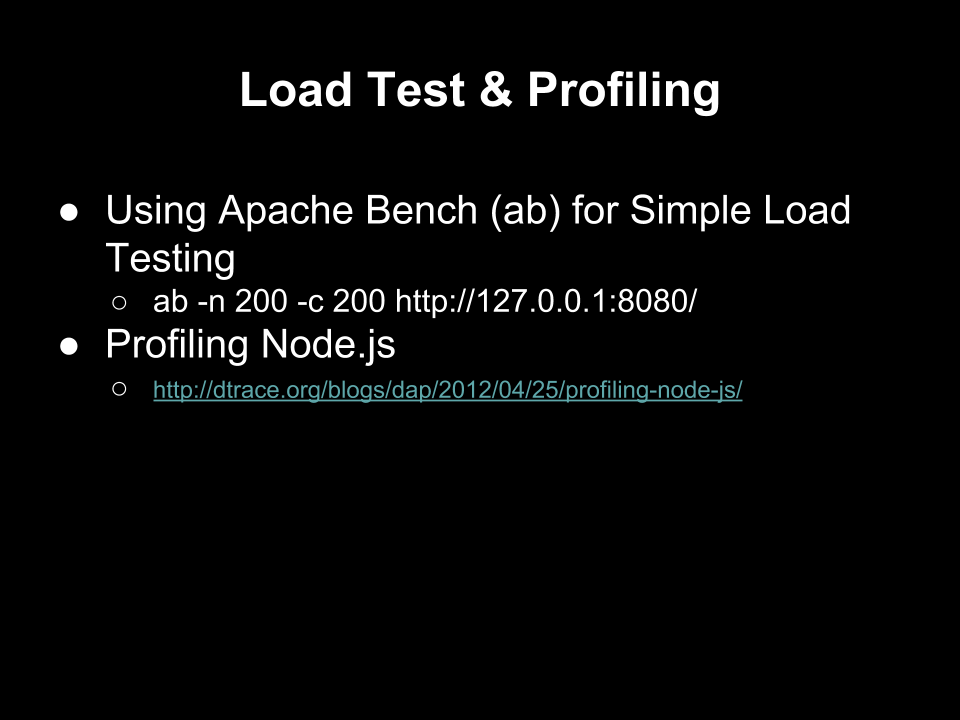 Load Test & Profiling
● Using Apache Bench (ab) for Simple Load
Testing
○ ab -n 200 -c 200 http://127.0.0.1:8080/
● Profiling Node.js
○ http://dtrace.org/blogs/dap/2012/04/25/profiling-node-js/